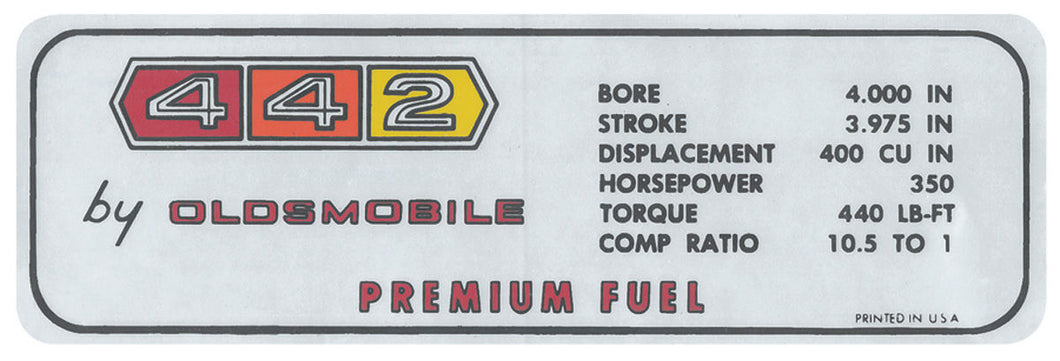 442
by OLDSMOBILE
BORE 4.000 IN
STROKE 3.975 IN
DISPLACEMENT 400 CU IN
HORSEPOWER 350
TORQUE 440 LB-FT
COMP RATIO 10.5 TO 1
PREMIUM FUEL
PRINTED IN USA